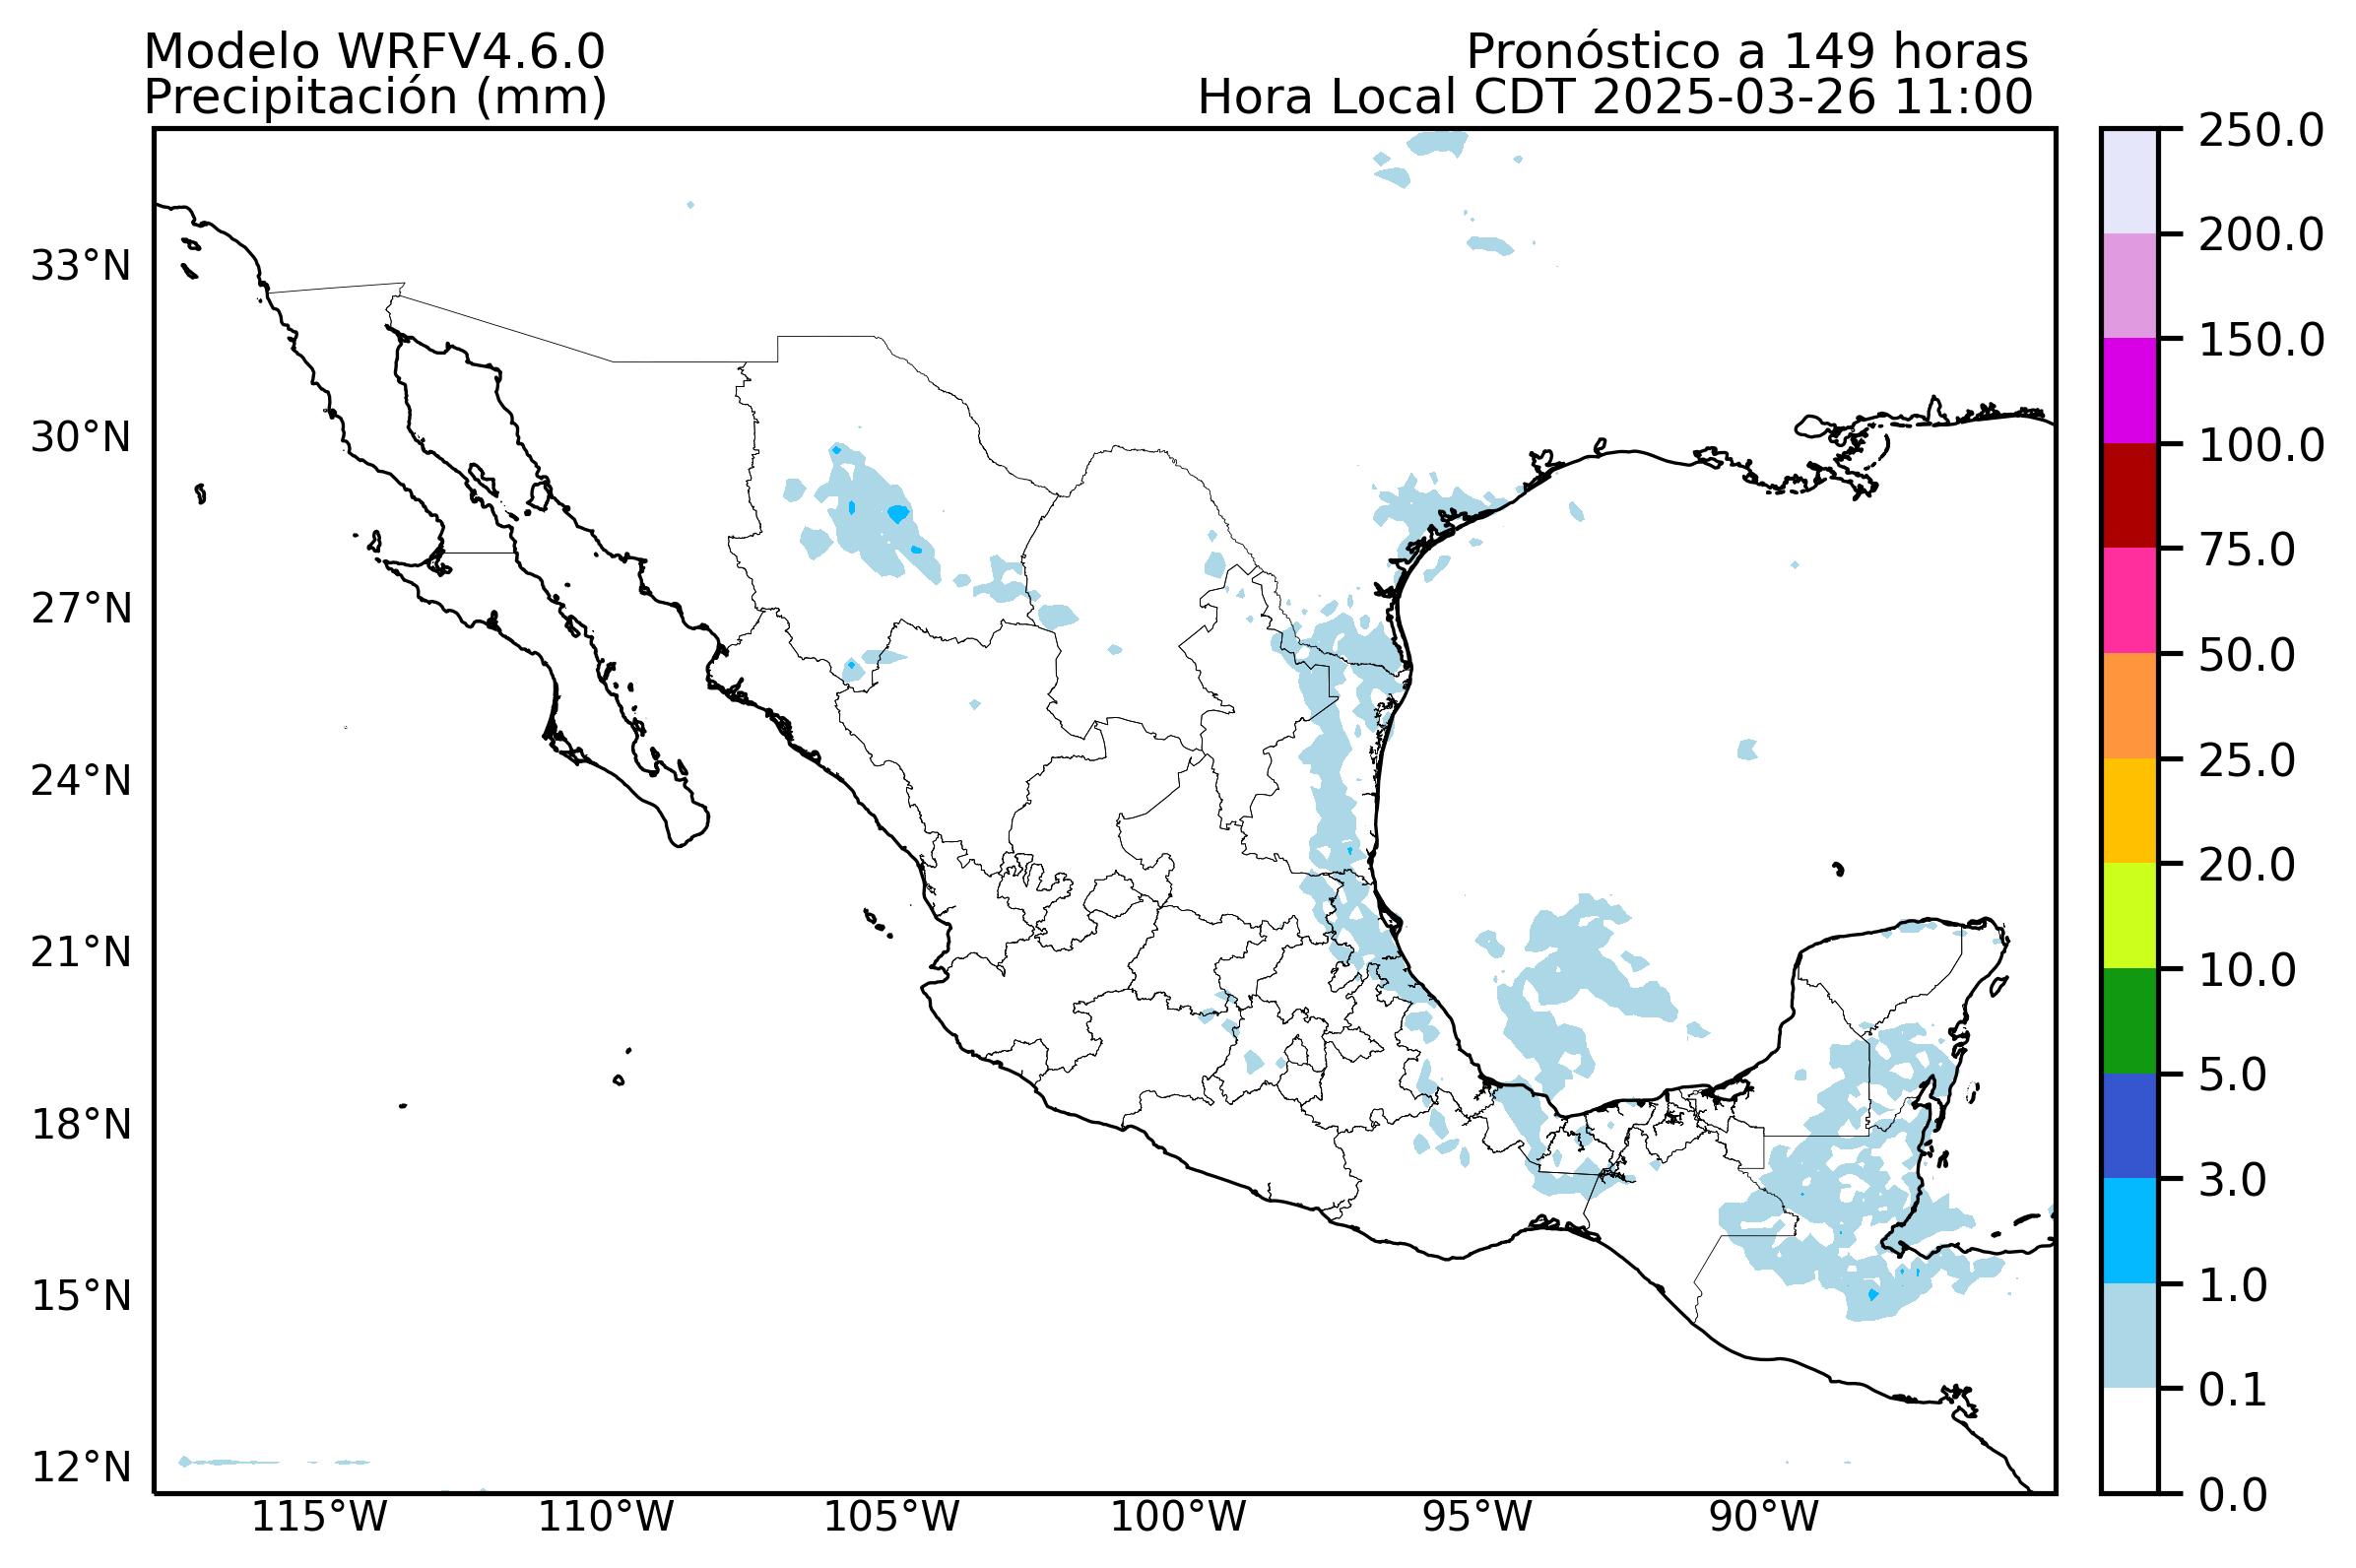 Modelo WRFV4.6.0
Precipitación (mm)
Pronóstico a 149 horas
Hora Local CDT 2025-03-26 11:00
33°N
30°N
27°N
24°N
21°N
18°N
15°N
12°N
115°W
110°W
105°W
100°W
95°W
90°W
250.0
200.0
150.0
100.0
75.0
50.0
25.0
20.0
10.0
5.0
3.0
1.0
0.1
0.0